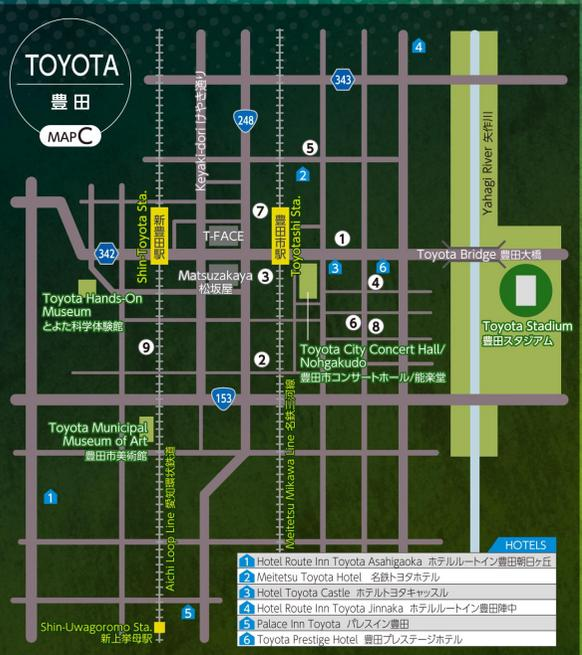 TOYOTA
豊田
MAP C
4
343
Keyaki-dori けやき通り
248
5
2
Yahagi River 矢作川
7
T-FACE
新豊田駅
Shin-Toyota Sta.
豊田市駅
Toyotashi Sta.
1
342
Toyota Bridge 豊田大橋
Matsuzakaya
松坂屋
3
3
6
4
Toyota Hands-On
Museum
とよた科学体験館
6
8
Toyota Stadium
豊田スタジアム
9
2
Toyota City Concert Hall/
Nohgakudo
豊田市コンサートホール/能楽堂
153
Toyota Municipal
Museum of Art
豊田市美術館
Aichi Loop Line 愛知環状鉄道
Meitetsu Mikawa Line 名鉄三河線
1
5
Shin-Uwagoromo Sta.
新上挙母駅
HOTELS
1 Hotel Route Inn Toyota Asahigaoka ホテルルートイン豊田朝日ヶ丘
2 Meitetsu Toyota Hotel 名鉄トヨタホテル
3 Hotel Toyota Castle ホテルトヨタキャッスル
4 Hotel Route Inn Toyota Jinnaka ホテルルートイン豊田陣中
5 Palace Inn Toyota パレスイン豊田
6 Toyota Prestige Hotel 豊田プレステージホテル